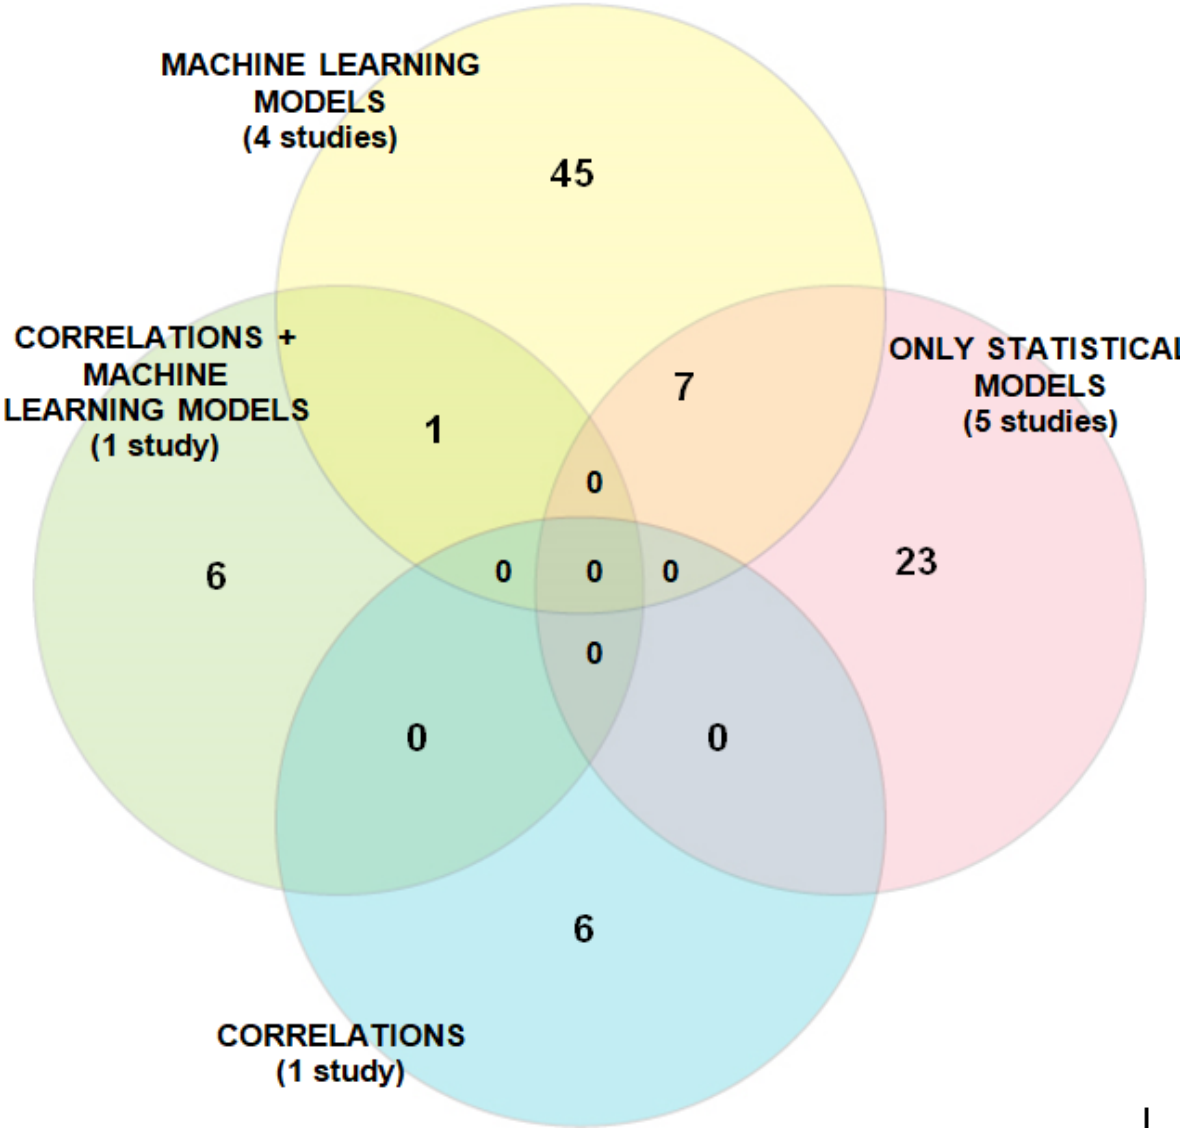 MACHINE LEARNING
MODELS
(4 studies)
45
CORRELATIONS +
MACHINE
LEARNING MODELS
(1 study)
ONLY STATISTICAL
MODELS
(5 studies)
7
1
0
6
0
0
0
23
0
0
0
6
CORRELATIONS
(1 study)